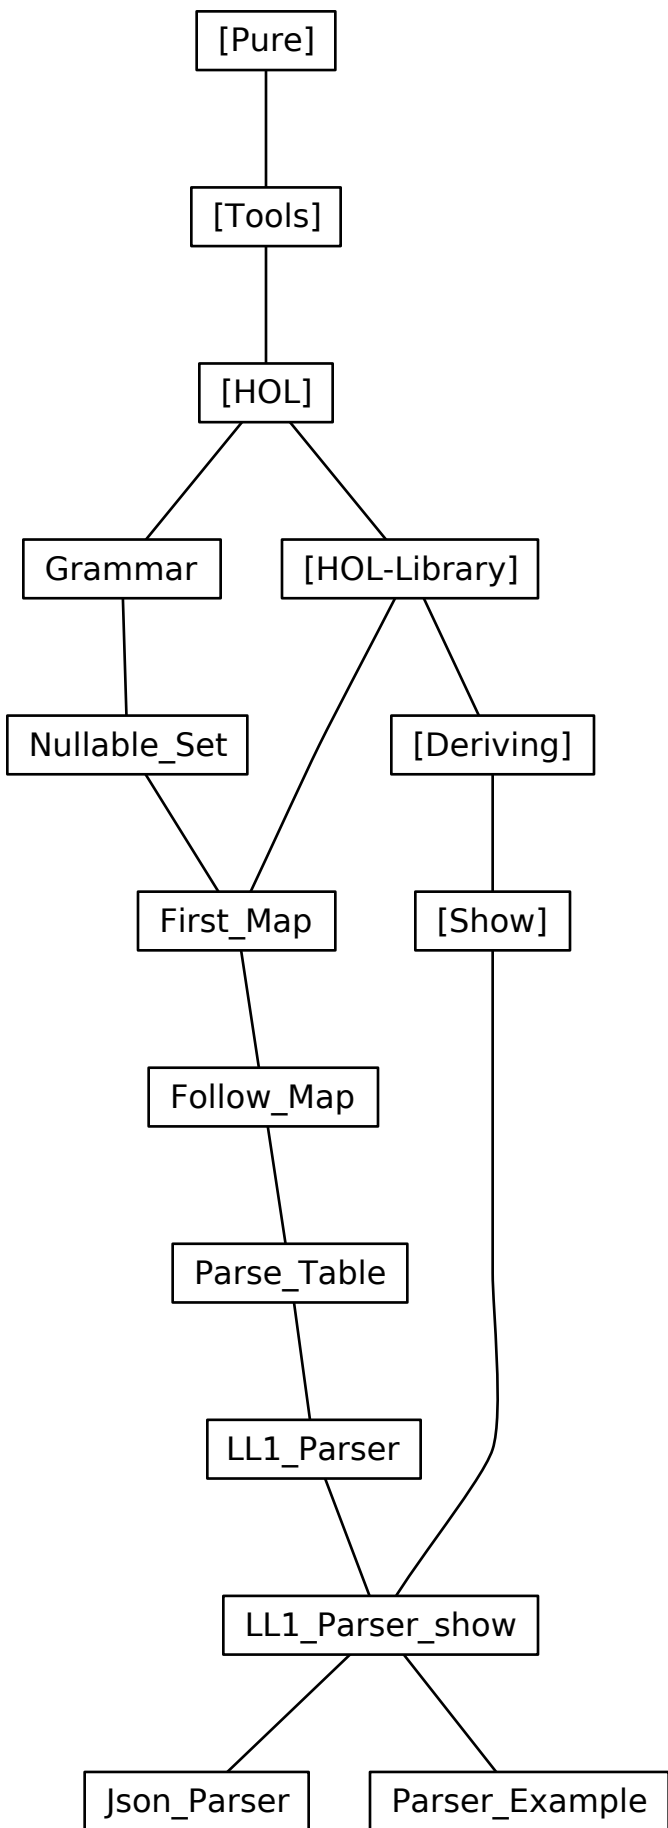 [Pure]
[Tools]
[HOL]
Grammar
[HOL-Library]
Nullable_Set
[Deriving]
First_Map
[Show]
Follow_Map
Parse_Table
LL1_Parser
LL1_Parser_show
Json_Parser
Parser_Example